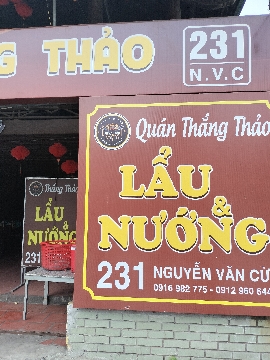 G THẢO
231
N.V.C
Quán Thắng Thảo
LẨU
& NƯỚNG
231 NGUYỄN VĂN CỪ
0916 982 775 - 0912 960 644
Thắng Thảo
LẨU
& NƯỚNG
231